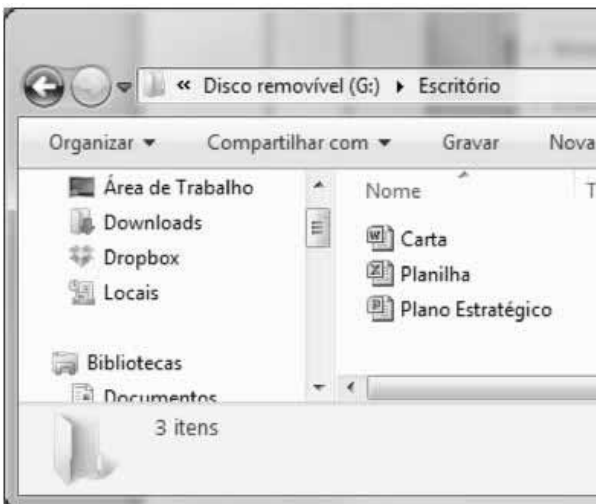 « Disco removível (G:) ▸ Escritório
Organizar ▾ Compartilhar com ▾ Gravar Nova
Área de Trabalho
Downloads
Dropbox
Locais
Bibliotecas
Documentos
Nome T
Carta
Planilha
Plano Estratégico
3 itens